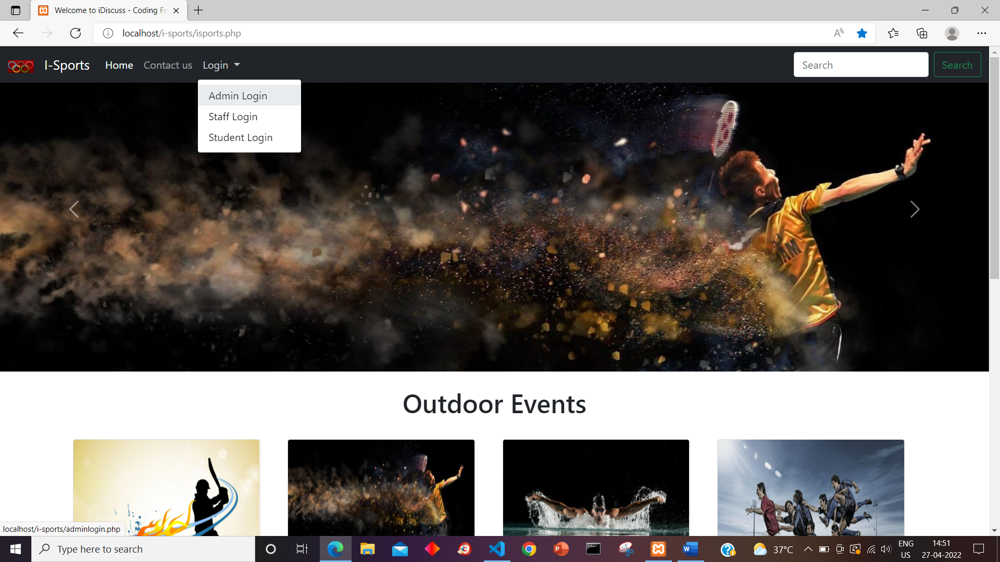 Welcome to iDiscuss - Coding Fo
localhost/i-sports/isports.php
I-Sports Home Contact us Login Search Search
Admin Login
Staff Login
Student Login
AM
Outdoor Events
localhost/i-sports/adminlogin.php
Type here to search
37°C
ENG
US
14:51
27-04-2022